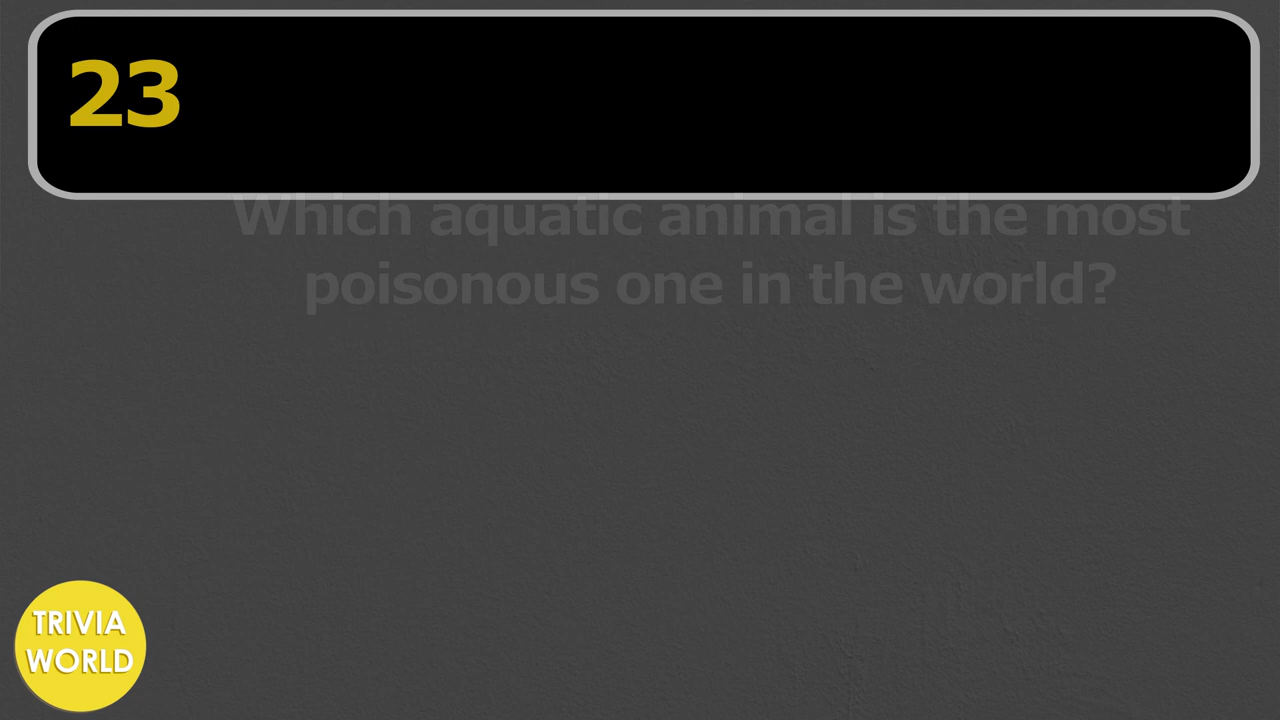 23
Which aquatic animal is the most
poisonous one in the world?
TRIVIA
WORLD